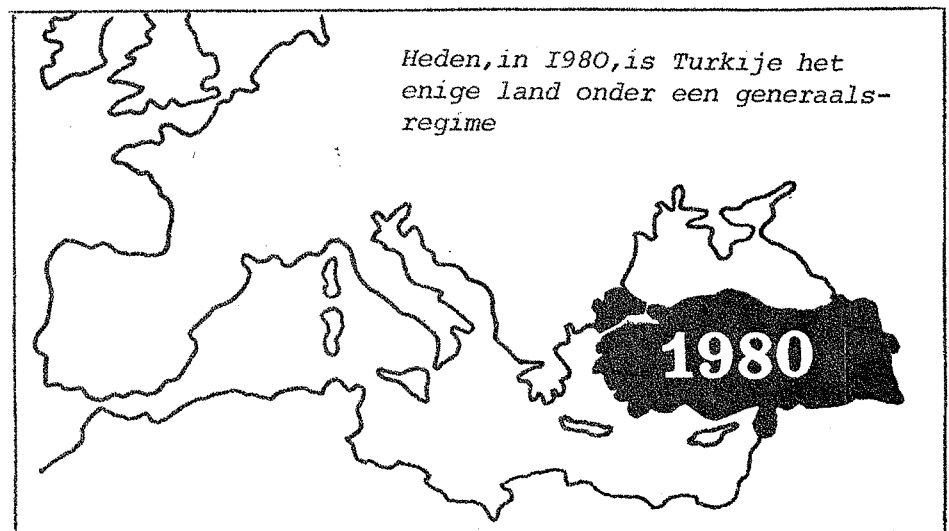 Heden,in I980,is Turkije het
enige land onder een generaals-
regime
1980